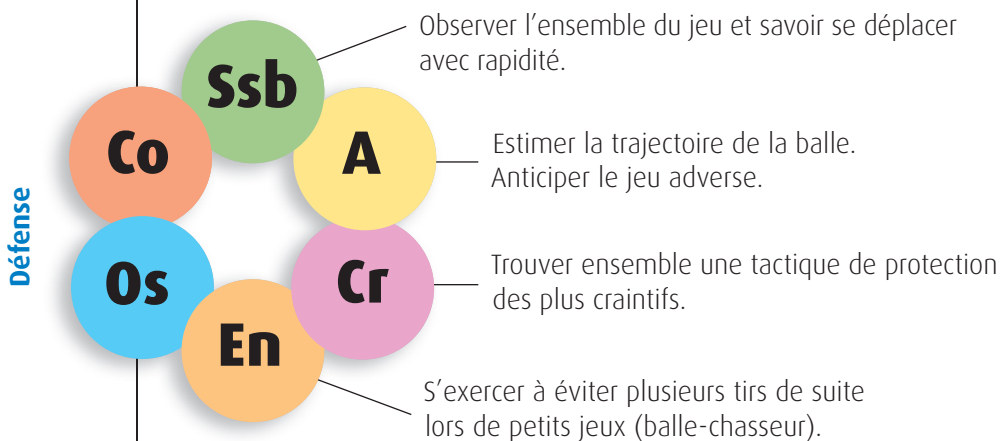 Défense
Ssb
Observer l’ensemble du jeu et savoir se déplacer
avec rapidité.
Co
A
Estimer la trajectoire de la balle.
Anticiper le jeu adverse.
Os
Cr
Trouver ensemble une tactique de protection
des plus craintifs.
En
S’exercer à éviter plusieurs tirs de suite
lors de petits jeux (balle-chasseur).